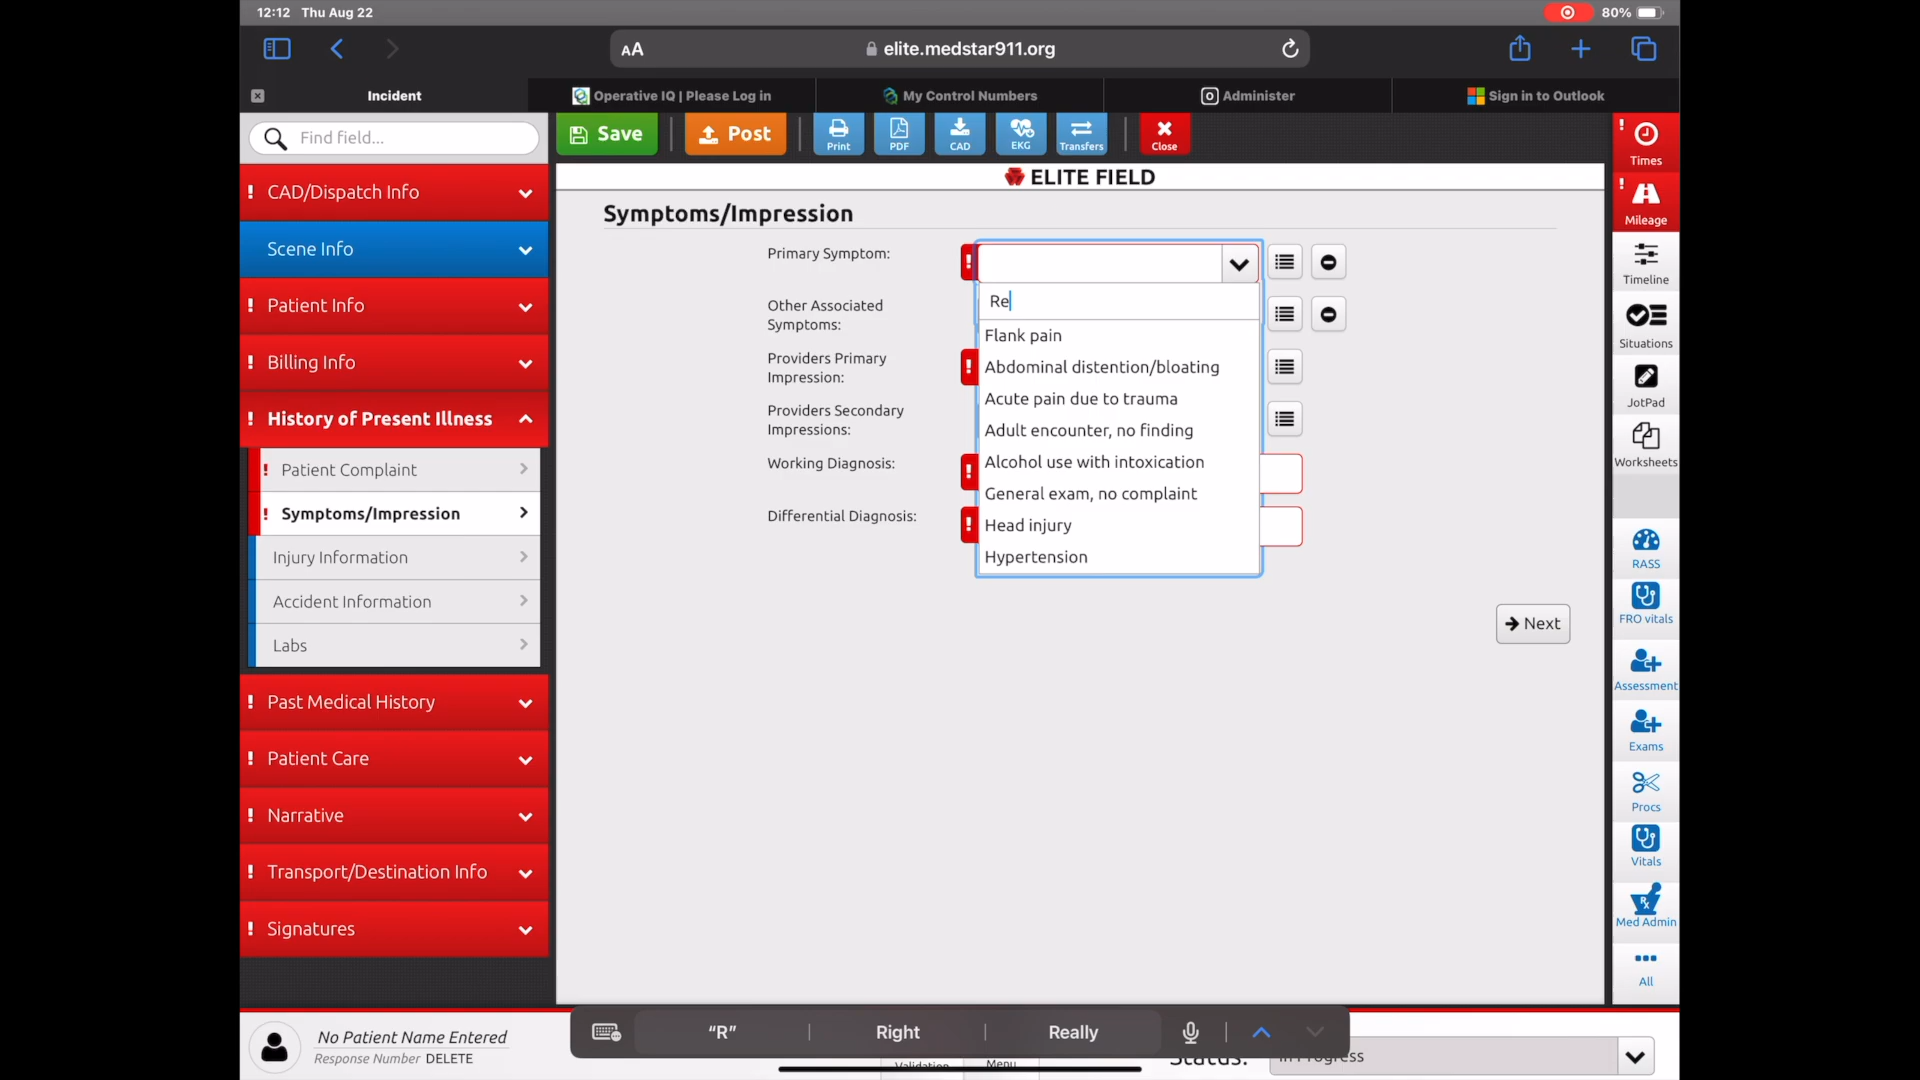 12:12 Thu Aug 22
80%
AA
elite.medstar911.org
Incident
Operative IQ | Please Log in
My Control Numbers
Administer
Sign in to Outlook
Find field...
Save
Post
Print
PDF
CAD
EKG
Transfers
Close
ELITE FIELD
! CAD/Dispatch Info
Scene Info
! Patient Info
! Billing Info
! History of Present Illness
! Patient Complaint
! Symptoms/Impression
Injury Information
Accident Information
Labs
! Past Medical History
! Patient Care
! Narrative
! Transport/Destination Info
! Signatures
Symptoms/Impression
Primary Symptom: !
Re
Other Associated
Symptoms:
Providers Primary
Impression: !
Providers Secondary
Impressions:
Working Diagnosis: !
Differential Diagnosis: !
Flank pain
Abdominal distention/bloating
Acute pain due to trauma
Adult encounter, no finding
Alcohol use with intoxication
General exam, no complaint
Head injury
Hypertension
Next
! Times
! Mileage
Timeline
Situations
JotPad
Worksheets
RASS
FRO vitals
Assessment
Exams
Procs
Vitals
Med Admin
All
No Patient Name Entered
Response Number DELETE
“R”
Right
Really
Validation
Menu
Status:
In Progress